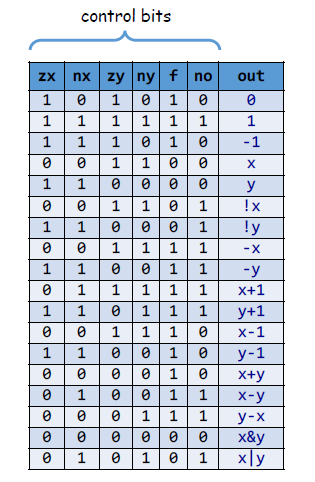 control bits
zx nx zy ny f no out
1 0 1 0 1 0 0
1 1 1 1 1 1 1
1 1 1 0 1 0 -1
0 0 1 1 0 0 x
1 1 0 0 0 0 y
0 0 1 1 0 1 !x
1 1 0 0 0 1 !y
0 0 1 1 1 1 -x
1 1 0 0 1 1 -y
0 1 1 1 1 1 x+1
1 1 0 1 1 1 y+1
0 0 1 1 1 0 x-1
1 1 0 0 1 0 y-1
0 0 0 0 1 0 x+y
0 1 0 0 1 1 x-y
0 0 0 1 1 1 y-x
0 0 0 0 0 0 x&y
0 1 0 1 0 1 x|y